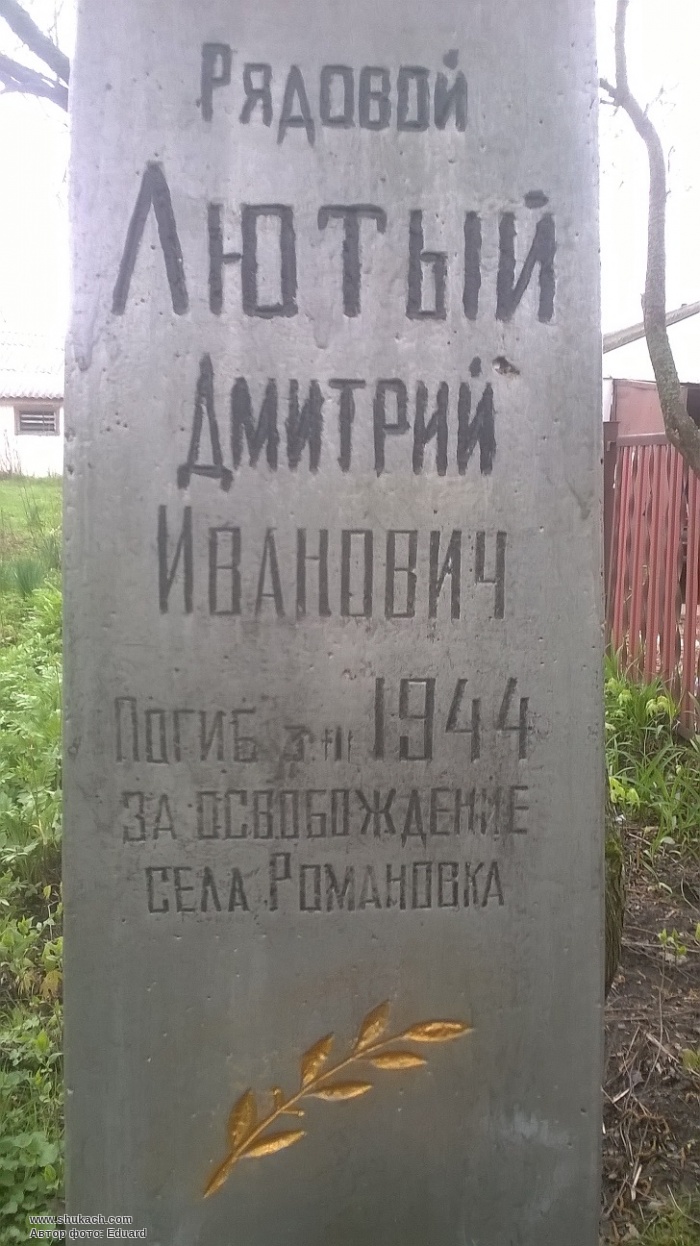 Рядовой
Лютый
Дмитрий
Иванович
Погиб 1944
за освобождение
села Романовка
www.shukach.com
Автор фото: Eduard